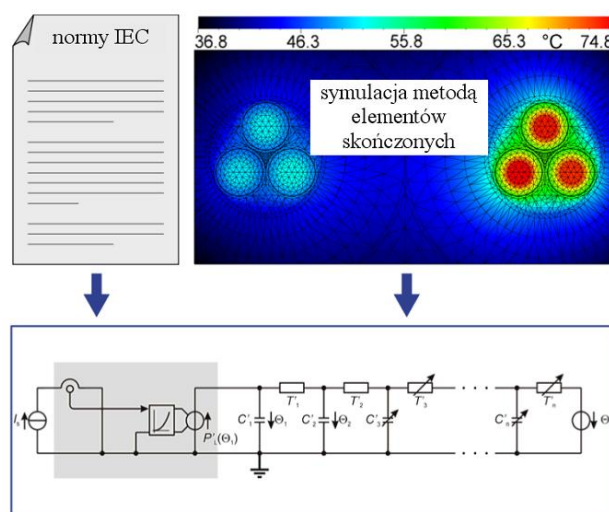 normy IEC
36.8 46.3 55.8 65.3 °C 74.8
symulacja metodą
elementów
skończonych
T'₁ T'₂ T'₃ T'ₙ
C'₁ Θ₁ C'₂ Θ₂ C'₃ C'ₙ Θ
P'L(Θ₁)